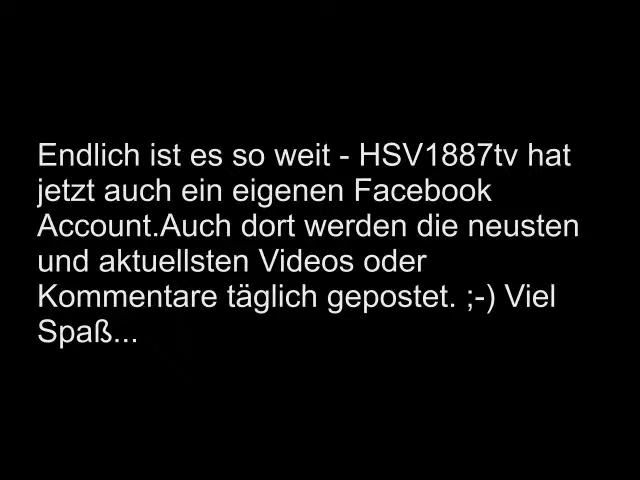 Endlich ist es so weit - HSV1887tv hat
jetzt auch ein eigenen Facebook
Account.Auch dort werden die neusten
und aktuellsten Videos oder
Kommentare täglich gepostet. ;-) Viel
Spaß...